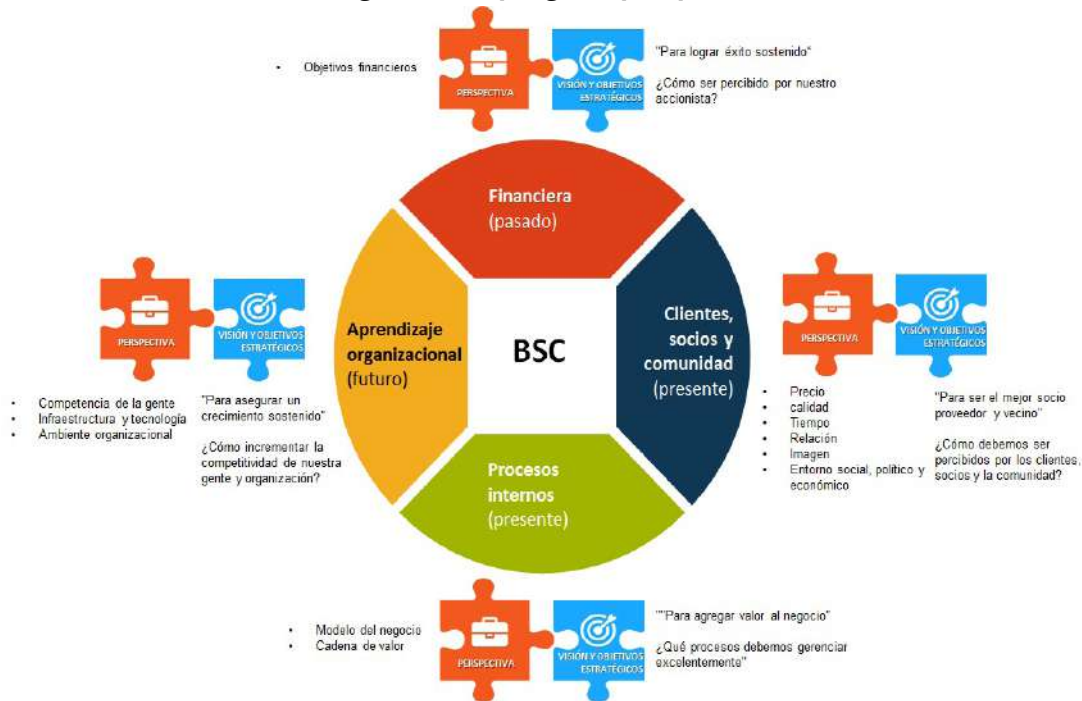 • Objetivos financieros
PERSPECTIVA
VISIÓN Y OBJETIVOS
ESTRATÉGICOS
"Para lograr éxito sostenido"
¿Cómo ser percibido por nuestro
accionista?
Financiera
(pasado)
PERSPECTIVA
VISIÓN Y OBJETIVOS
ESTRATÉGICOS
• Competencia de la gente
• Infraestructura y tecnología
• Ambiente organizacional
"Para asegurar un
crecimiento sostenido"
¿Cómo incrementar la
competitividad de nuestra
gente y organización?
Aprendizaje
organizacional
(futuro)
BSC
Clientes,
socios y
comunidad
(presente)
PERSPECTIVA
VISIÓN Y OBJETIVOS
ESTRATÉGICOS
• Precio
• calidad
• Tiempo
• Relación
• Imagen
• Entorno social, político y
económico
"Para ser el mejor socio
proveedor y vecino"
¿Cómo debemos ser
percibidos por los clientes,
socios y la comunidad?
Procesos
internos
(presente)
• Modelo del negocio
• Cadena de valor
PERSPECTIVA
VISIÓN Y OBJETIVOS
ESTRATÉGICOS
""Para agregar valor al negocio"
¿Qué procesos debemos gerenciar
excelentemente"